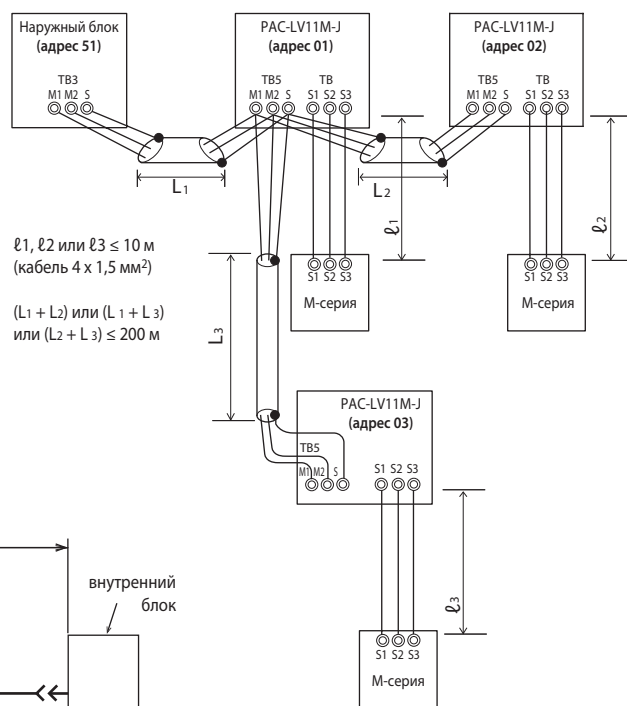 Наружный блок
(адрес 51)
TB3
M1 M2 S
PAC-LV11M-J
(адрес 01)
TB5 TB
M1 M2 S S1 S2 S3
PAC-LV11M-J
(адрес 02)
TB5 TB
M1 M2 S S1 S2 S3
L1
L2
ℓ1
ℓ2
ℓ1, ℓ2 или ℓ3 ≤ 10 м
(кабель 4 x 1,5 мм²)
(L1 + L2) или (L 1 + L 3)
или (L2 + L 3) ≤ 200 м
S1 S2 S3
М-серия
S1 S2 S3
М-серия
L3
PAC-LV11M-J
(адрес 03)
TB5
M1 M2 S S1 S2 S3
ℓ3
внутренний
блок
S1 S2 S3
М-серия